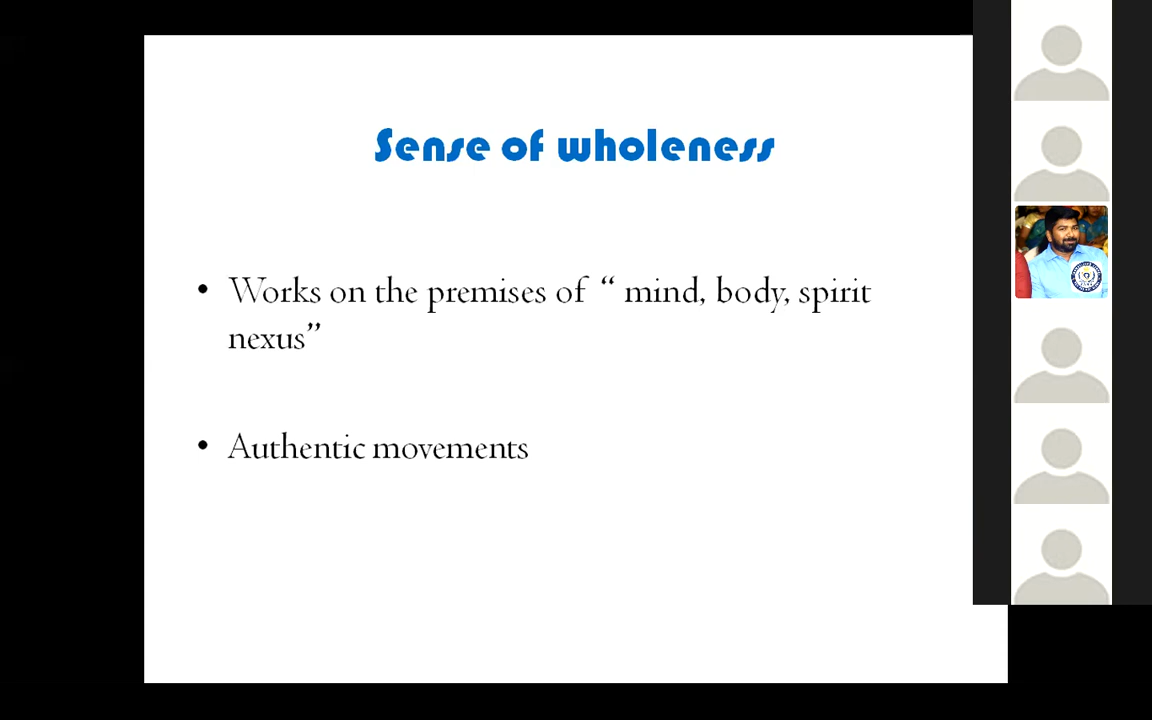 Sense of wholeness
• Works on the premises of “ mind, body, spirit
nexus”
• Authentic movements